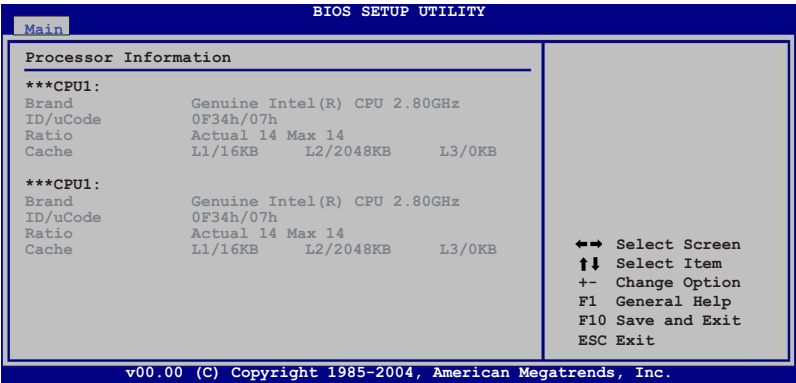 BIOS SETUP UTILITY
Main
Processor Information
***CPU1:
Brand Genuine Intel(R) CPU 2.80GHz
ID/uCode 0F34h/07h
Ratio Actual 14 Max 14
Cache L1/16KB L2/2048KB L3/0KB
***CPU1:
Brand Genuine Intel(R) CPU 2.80GHz
ID/uCode 0F34h/07h
Ratio Actual 14 Max 14
Cache L1/16KB L2/2048KB L3/0KB
←→ Select Screen
↑↓ Select Item
+- Change Option
F1 General Help
F10 Save and Exit
ESC Exit
v00.00 (C) Copyright 1985-2004, American Megatrends, Inc.